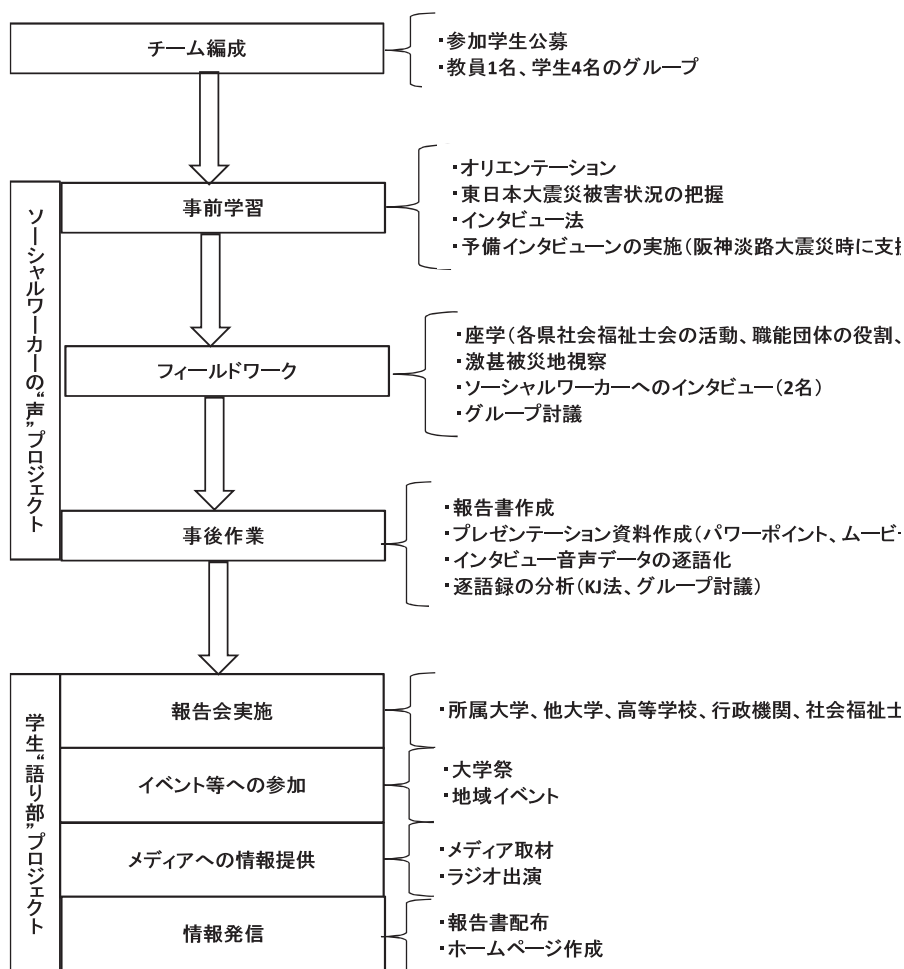 チーム編成
・参加学生公募
・教員1名、学生4名のグループ
ソーシャルワーカーの“声”プロジェクト
事前学習
・オリエンテーション
・東日本大震災被害状況の把握
・インタビュー法
・予備インタビューンの実施（阪神淡路大震災時に支援
フィールドワーク
・座学（各県社会福祉士会の活動、職能団体の役割、
・激甚被災地視察
・ソーシャルワーカーへのインタビュー（2名）
・グループ討議
事後作業
・報告書作成
・プレゼンテーション資料作成（パワーポイント、ムービー
・インタビュー音声データの逐語化
・逐語録の分析（KJ法、グループ討議）
学生“語り部”プロジェクト
報告会実施
・所属大学、他大学、高等学校、行政機関、社会福祉士
イベント等への参加
・大学祭
・地域イベント
メディアへの情報提供
・メディア取材
・ラジオ出演
情報発信
・報告書配布
・ホームページ作成